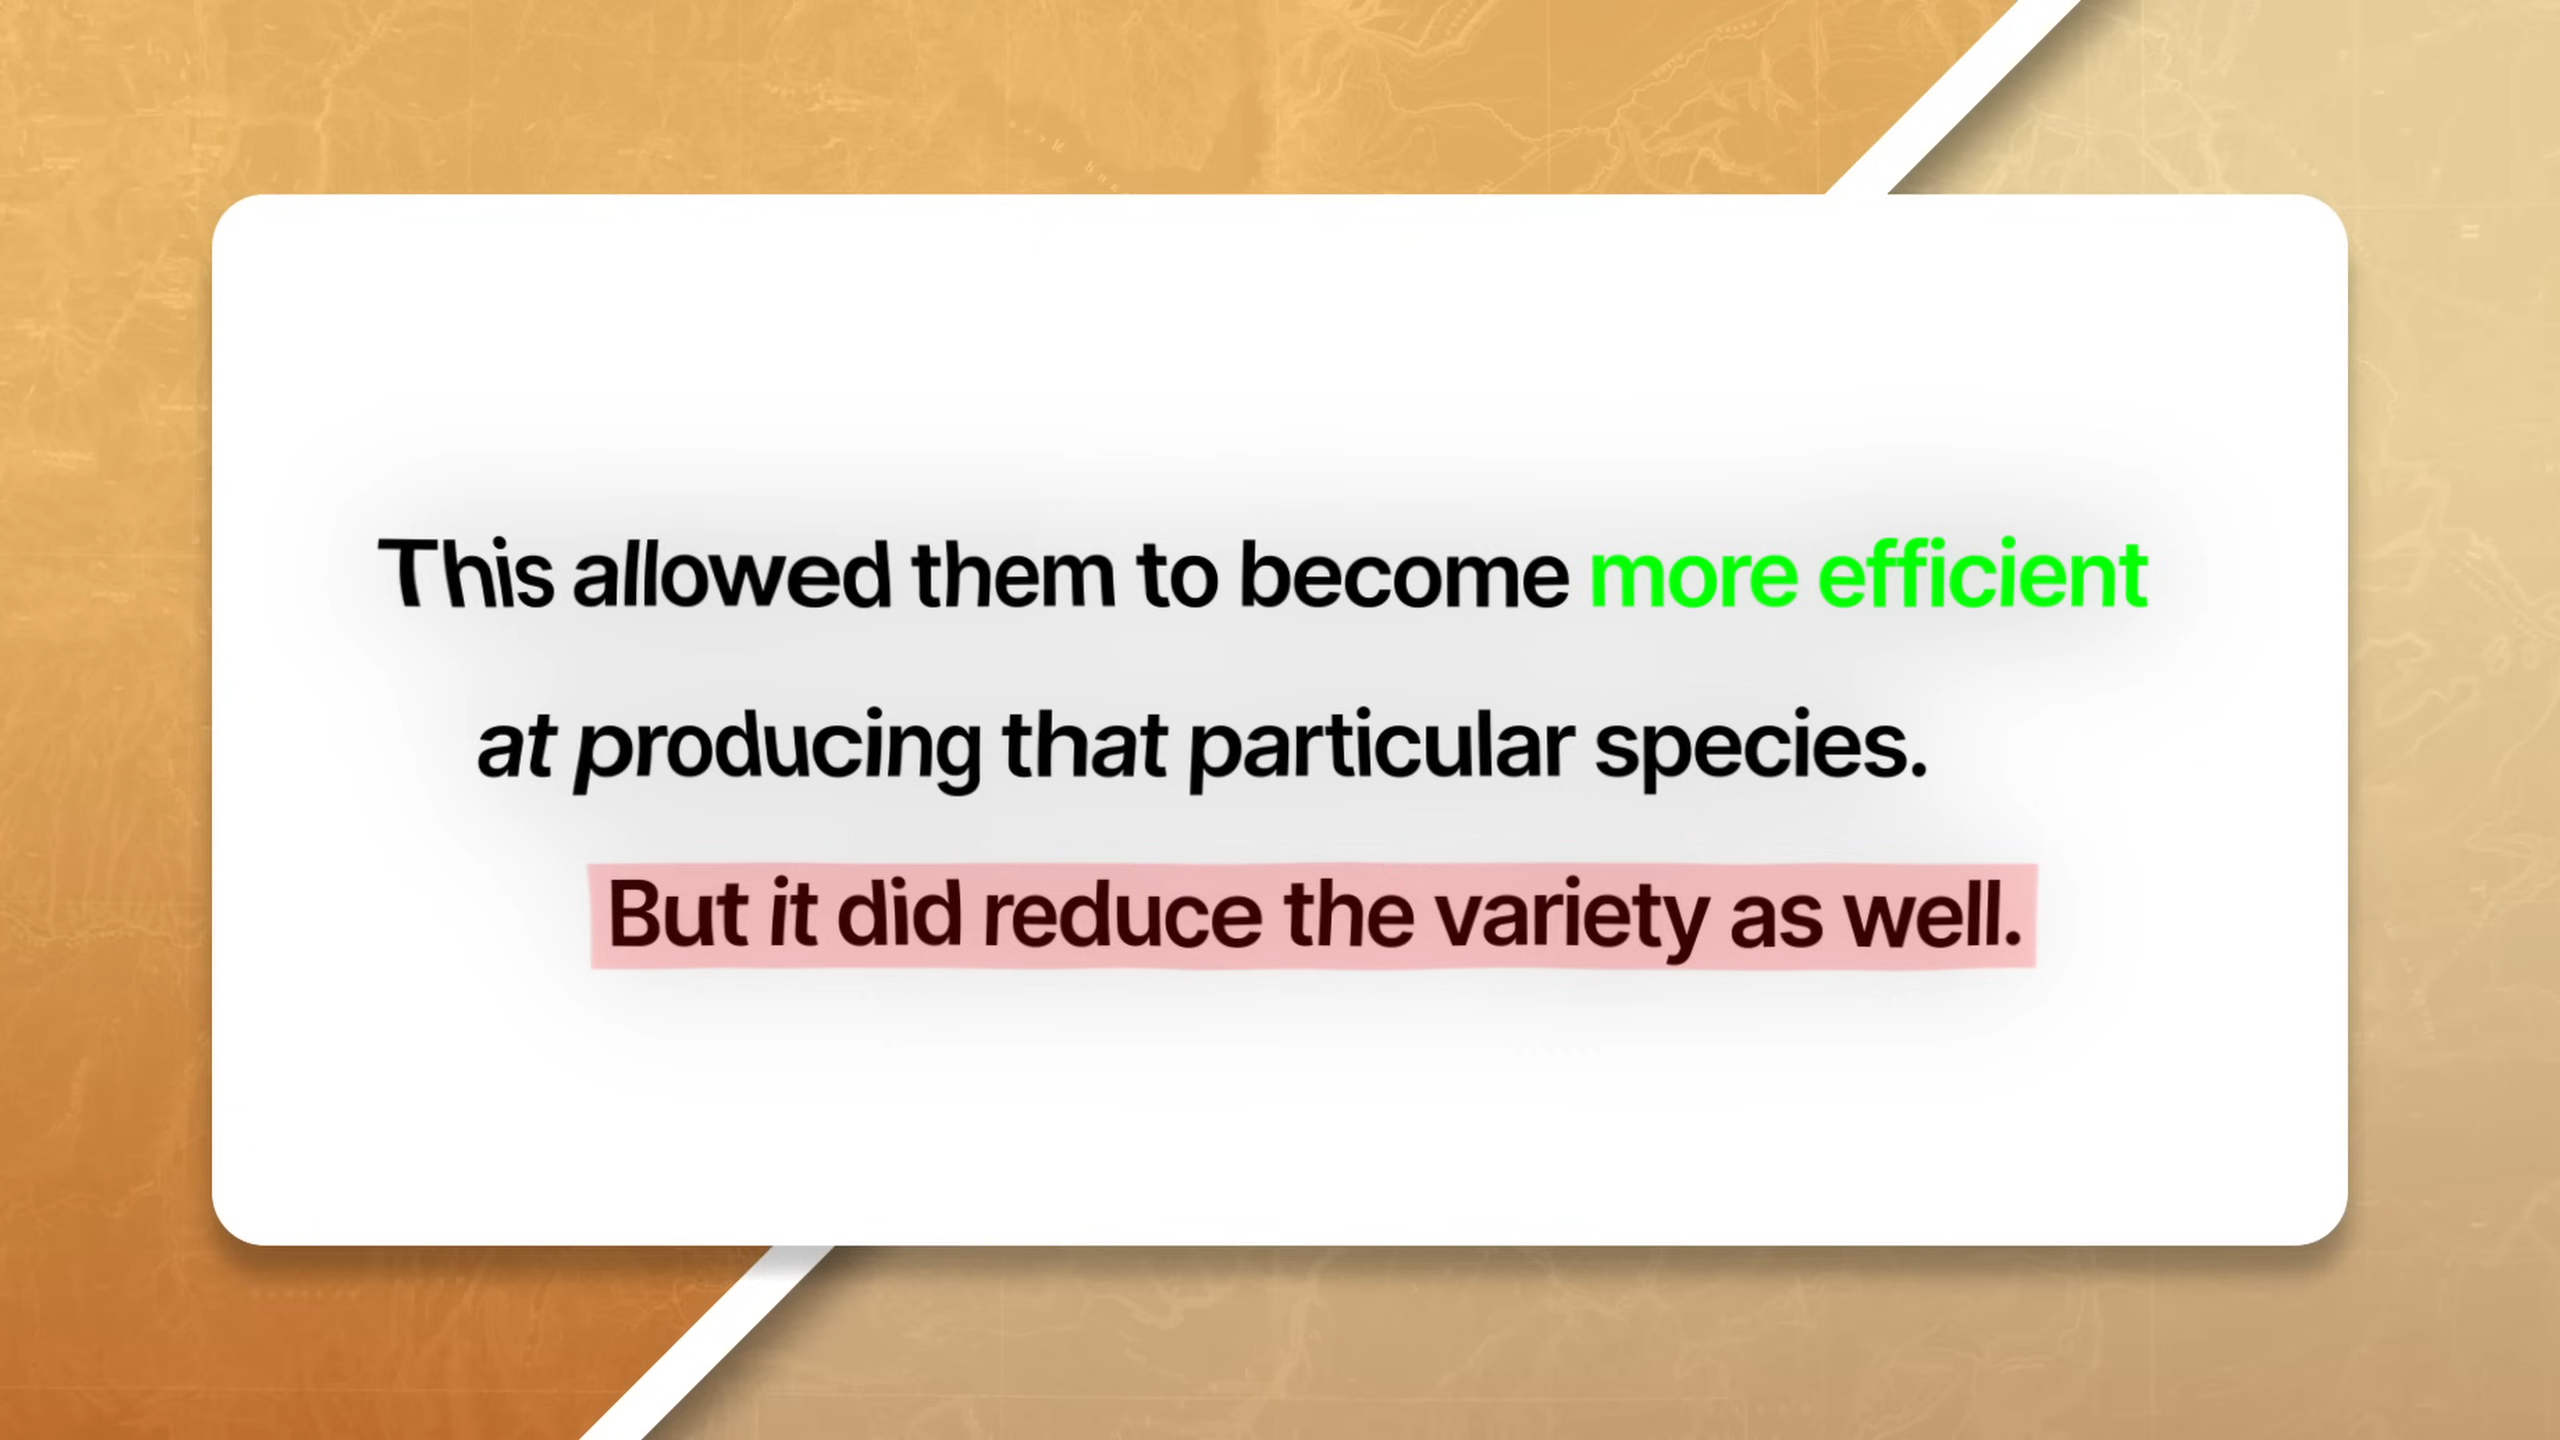 This allowed them to become more efficient
at producing that particular species.
But it did reduce the variety as well.